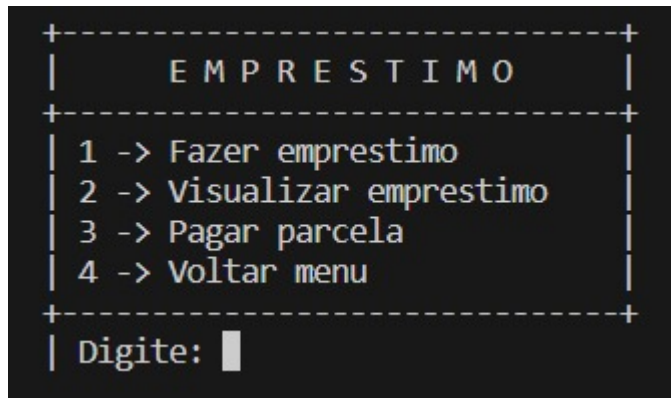 +-------------------------------+
|      E M P R E S T I M O      |
+-------------------------------+
| 1 -> Fazer emprestimo         |
| 2 -> Visualizar emprestimo    |
| 3 -> Pagar parcela            |
| 4 -> Voltar menu              |
+-------------------------------+
| Digite: